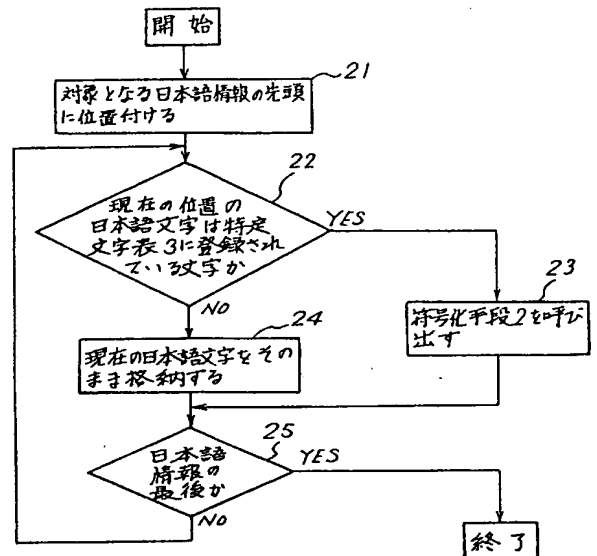 開始
21
対象となる日本語情報の先頭
に位置付ける
22
現在の位置の
日本語文字は特定
文字表3に登録され
ている文字か
YES
NO
23
符号化手段2を呼び
出す
24
現在の日本語文字をその
まま格納する
25
日本語
情報の
最後か
YES
NO
終了